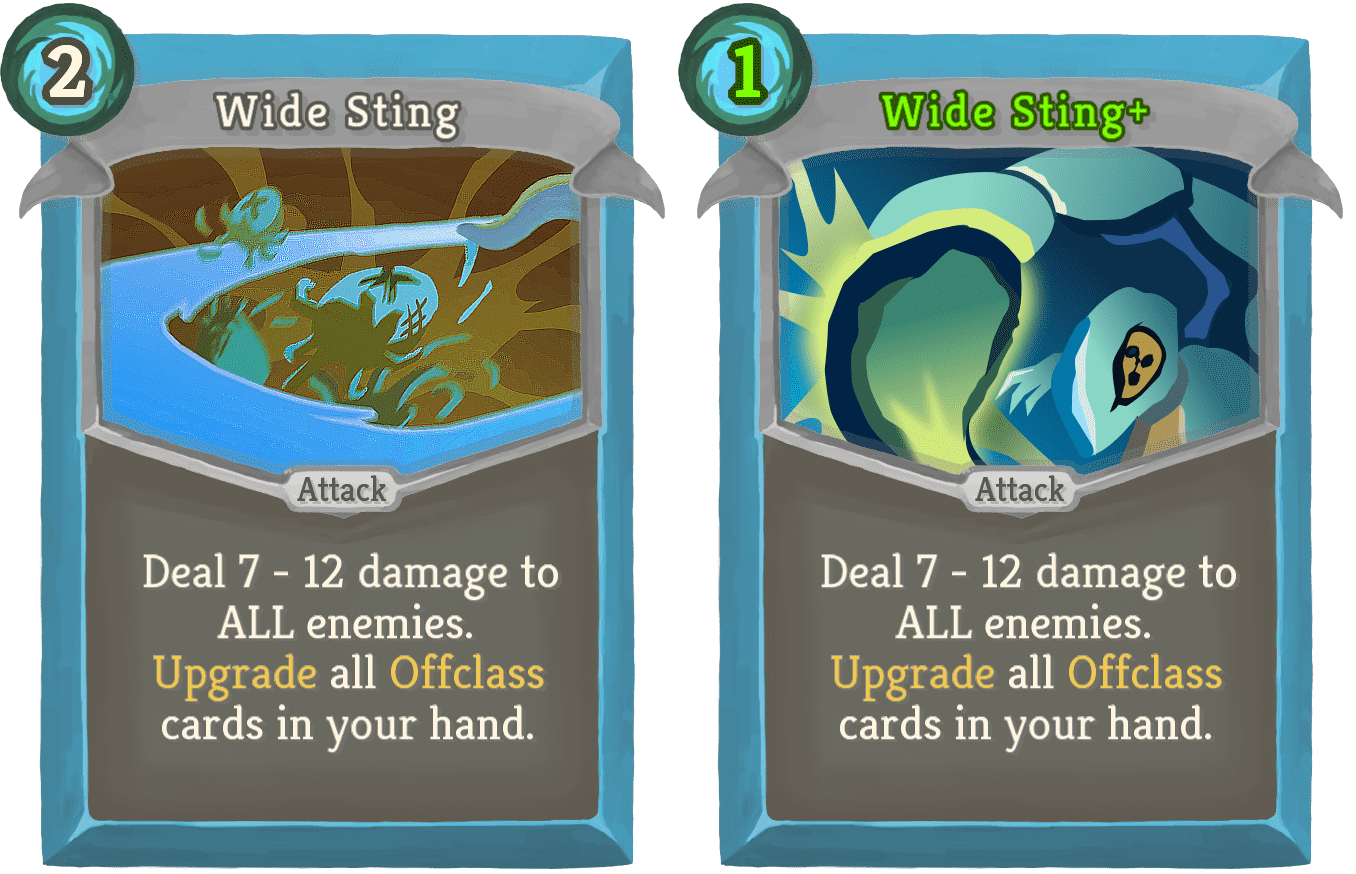 2
Wide Sting
Attack
Deal 7 - 12 damage to
ALL enemies.
Upgrade all Offclass
cards in your hand.
1
Wide Sting+
Attack
Deal 7 - 12 damage to
ALL enemies.
Upgrade all Offclass
cards in your hand.